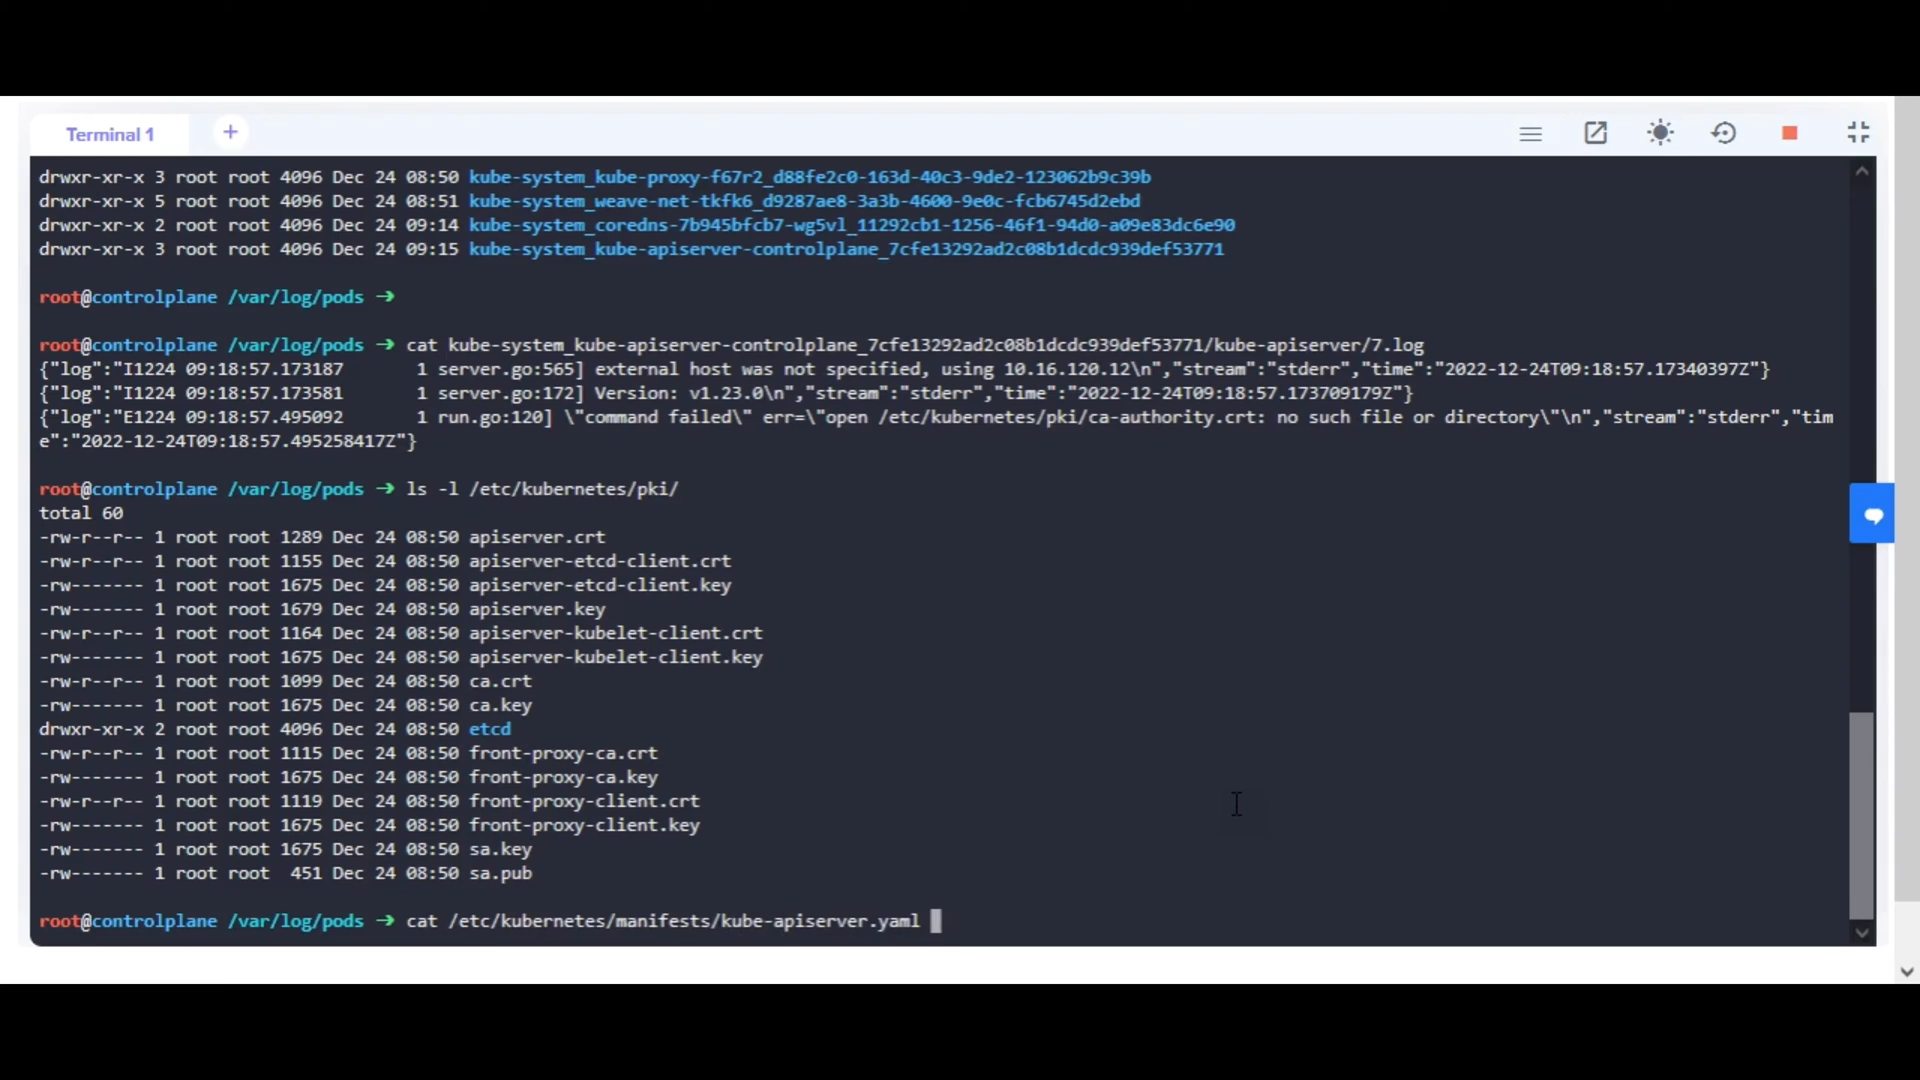 Terminal 1 +
drwxr-xr-x 3 root root 4096 Dec 24 08:50 kube-system_kube-proxy-f67r2_d88fe2c0-163d-40c3-9de2-123062b9c39b
drwxr-xr-x 5 root root 4096 Dec 24 08:51 kube-system_weave-net-tkfk6_d9287ae8-3a3b-4600-9e0c-fcb6745d2ebd
drwxr-xr-x 2 root root 4096 Dec 24 09:14 kube-system_coredns-7b945bfcb7-wg5vl_11292cb1-1256-46f1-94d0-a09e83dc6e90
drwxr-xr-x 3 root root 4096 Dec 24 09:15 kube-system_kube-apiserver-controlplane_7cfe13292ad2c08b1dcdc939def53771
root@controlplane /var/log/pods ➜
root@controlplane /var/log/pods ➜ cat kube-system_kube-apiserver-controlplane_7cfe13292ad2c08b1dcdc939def53771/kube-apiserver/7.log
{"log":"I1224 09:18:57.173187       1 server.go:565] external host was not specified, using 10.16.120.12\n","stream":"stderr","time":"2022-12-24T09:18:57.17340397Z"}
{"log":"I1224 09:18:57.173581       1 server.go:172] Version: v1.23.0\n","stream":"stderr","time":"2022-12-24T09:18:57.173709179Z"}
{"log":"E1224 09:18:57.495092       1 run.go:120] \"command failed\" err=\"open /etc/kubernetes/pki/ca-authority.crt: no such file or directory\"\n","stream":"stderr","tim
e":"2022-12-24T09:18:57.495258417Z"}
root@controlplane /var/log/pods ➜ ls -l /etc/kubernetes/pki/
total 60
-rw-r--r-- 1 root root 1289 Dec 24 08:50 apiserver.crt
-rw-r--r-- 1 root root 1155 Dec 24 08:50 apiserver-etcd-client.crt
-rw------- 1 root root 1675 Dec 24 08:50 apiserver-etcd-client.key
-rw------- 1 root root 1679 Dec 24 08:50 apiserver.key
-rw-r--r-- 1 root root 1164 Dec 24 08:50 apiserver-kubelet-client.crt
-rw------- 1 root root 1675 Dec 24 08:50 apiserver-kubelet-client.key
-rw-r--r-- 1 root root 1099 Dec 24 08:50 ca.crt
-rw------- 1 root root 1675 Dec 24 08:50 ca.key
drwxr-xr-x 2 root root 4096 Dec 24 08:50 etcd
-rw-r--r-- 1 root root 1115 Dec 24 08:50 front-proxy-ca.crt
-rw------- 1 root root 1675 Dec 24 08:50 front-proxy-ca.key
-rw-r--r-- 1 root root 1119 Dec 24 08:50 front-proxy-client.crt
-rw------- 1 root root 1675 Dec 24 08:50 front-proxy-client.key
-rw------- 1 root root 1675 Dec 24 08:50 sa.key
-rw------- 1 root root  451 Dec 24 08:50 sa.pub
root@controlplane /var/log/pods ➜ cat /etc/kubernetes/manifests/kube-apiserver.yaml